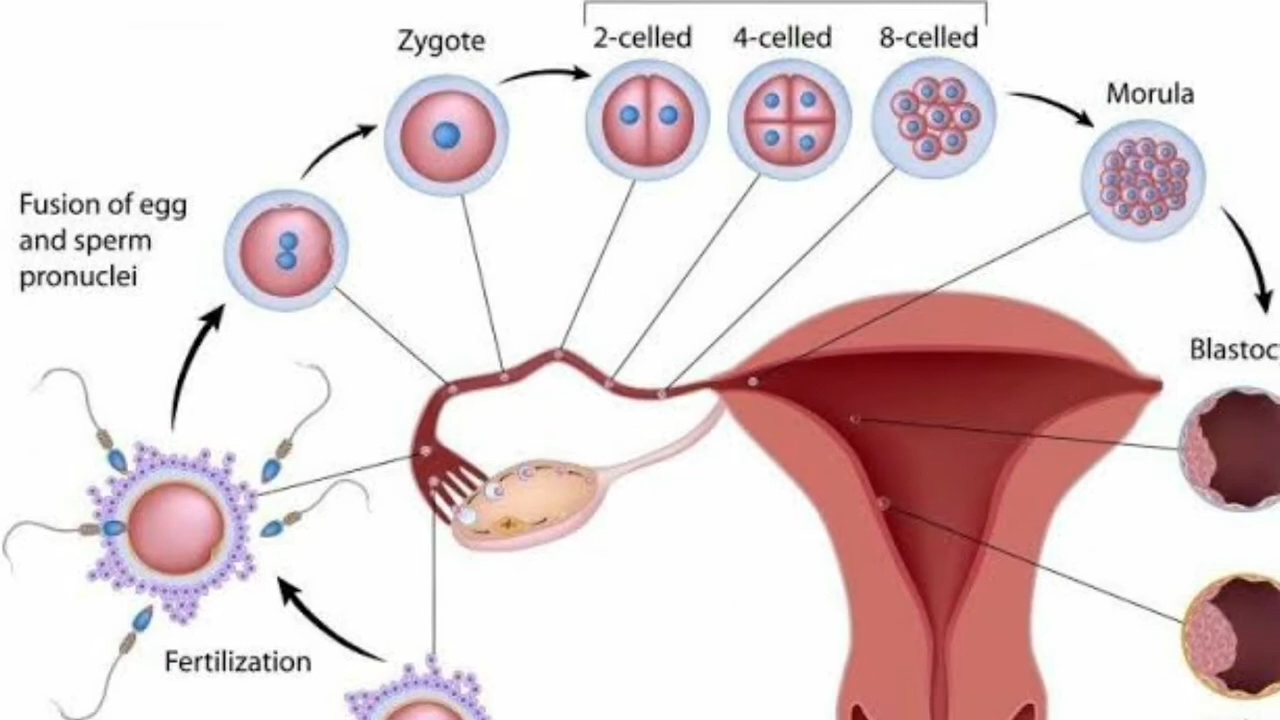 Zygote
2-celled
4-celled
8-celled
Morula
Fusion of egg
and sperm
pronuclei
Fertilization